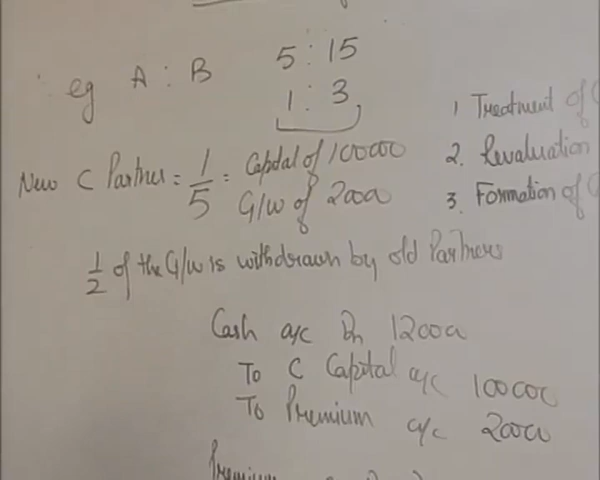 eg A : B 5 : 15
1 : 3
1 Treatment of
2. Revaluation
3. Formation of
New C Partner = 1/5 = Capital of 100000
G/w of 20000
1/2 of the G/w is withdrawn by old Partners
Cash a/c Dr 120000
To C Capital a/c 100000
To Premium a/c 20000
Premium